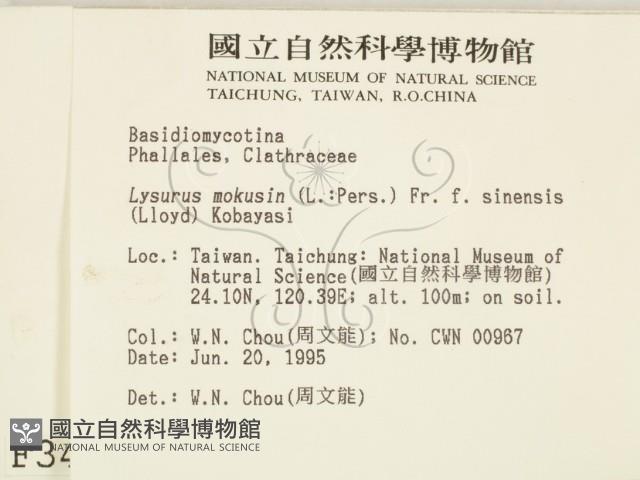 國立自然科學博物館
NATIONAL MUSEUM OF NATURAL SCIENCE
TAICHUNG, TAIWAN, R.O.CHINA
Basidiomycotina
Phallales, Clathraceae
Lysurus mokusin (L.:Pers.) Fr. f. sinensis
(Lloyd) Kobayasi
Loc.: Taiwan. Taichung: National Museum of
Natural Science(國立自然科學博物館)
24.10N, 120.39E; alt. 100m; on soil.
Col.: W.N. Chou(周文能); No. CWN 00967
Date: Jun. 20, 1995
Det.: W.N. Chou(周文能)
國立自然科學博物館
NATIONAL MUSEUM OF NATURAL SCIENCE